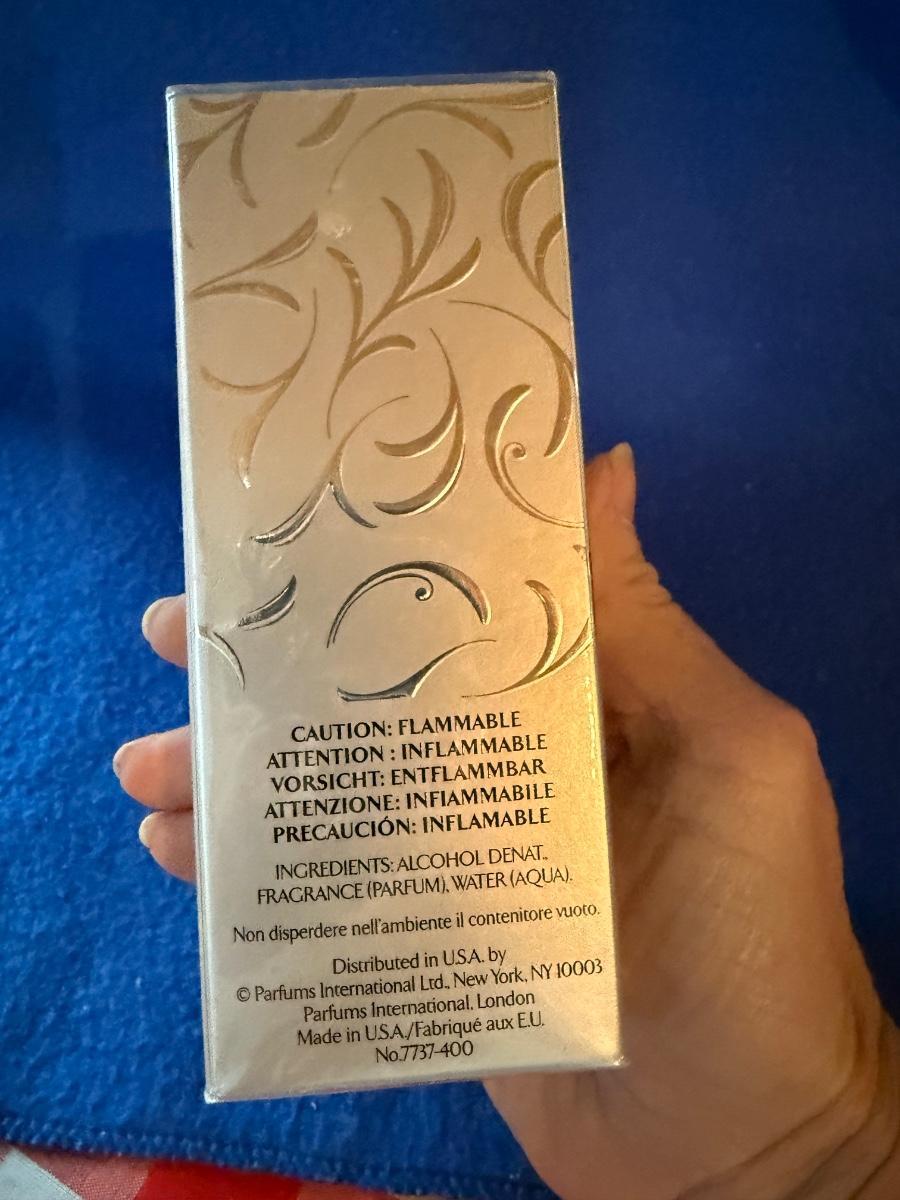 CAUTION: FLAMMABLE
ATTENTION : INFLAMMABLE
VORSICHT: ENTFLAMMBAR
ATTENZIONE: INFIAMMABILE
PRECAUCIÓN: INFLAMABLE
INGREDIENTS: ALCOHOL DENAT.,
FRAGRANCE (PARFUM), WATER (AQUA).
Non disperdere nell'ambiente il contenitore vuoto.
Distributed in U.S.A. by
© Parfums International Ltd., New York, NY 10003
Parfums International, London
Made in U.S.A./Fabriqué aux E.U.
No.7737-400